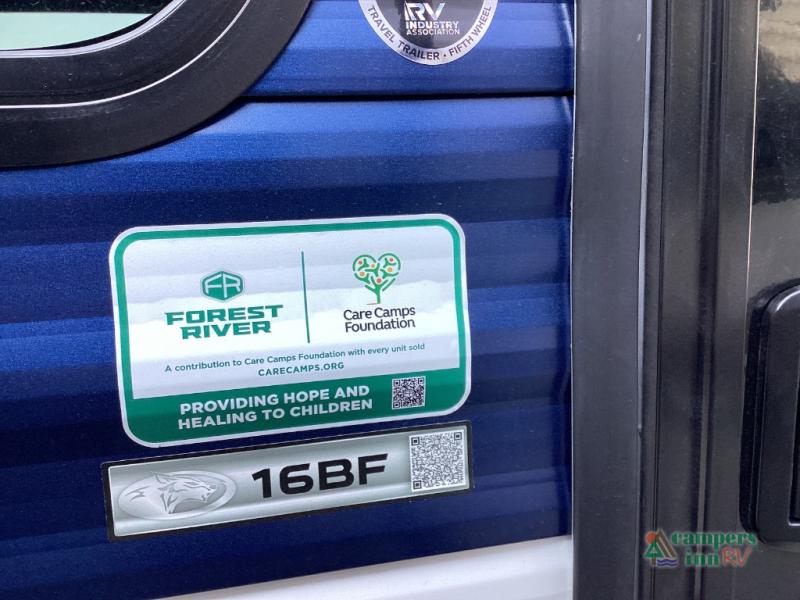 RV
INDUSTRY
ASSOCIATION
TRAVEL TRAILER • FIFTH WHEEL
FR
FOREST
RIVER
Care Camps
Foundation
A contribution to Care Camps Foundation with every unit sold
CARECAMPS.ORG
PROVIDING HOPE AND
HEALING TO CHILDREN
16BF
campers
inn RV